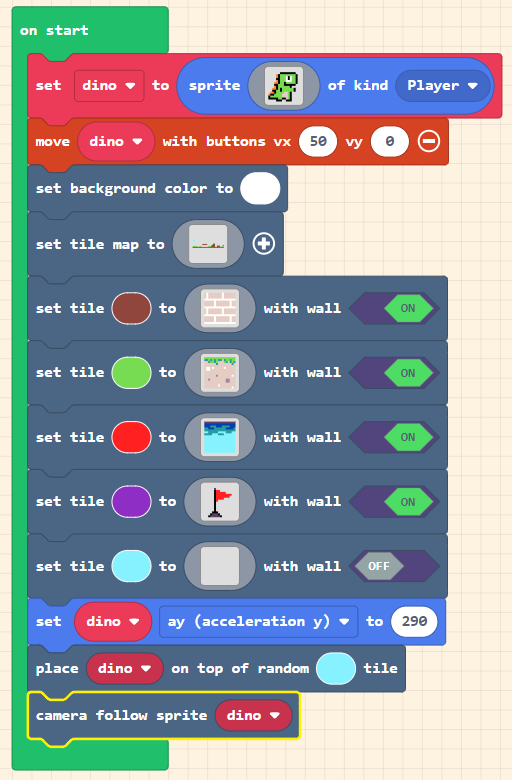 on start
set dino to sprite of kind Player
move dino with buttons vx 50 vy 0
set background color to
set tile map to
set tile to with wall ON
set tile to with wall ON
set tile to with wall ON
set tile to with wall ON
set tile to with wall OFF
set dino ay (acceleration y) to 290
place dino on top of random tile
camera follow sprite dino